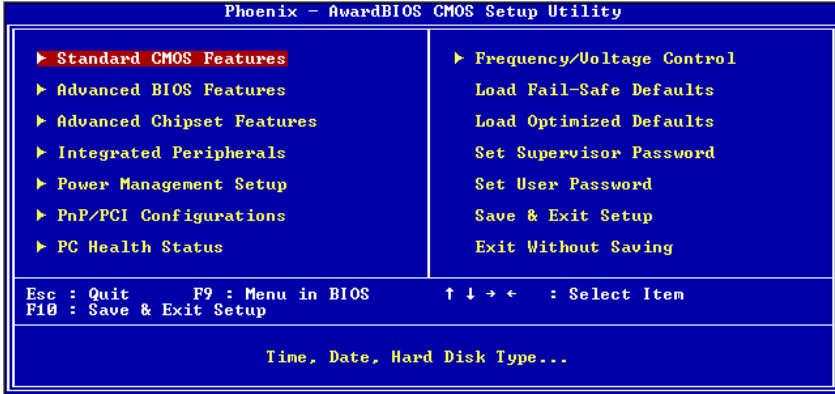 Phoenix - AwardBIOS CMOS Setup Utility
▶ Standard CMOS Features
▶ Advanced BIOS Features
▶ Advanced Chipset Features
▶ Integrated Peripherals
▶ Power Management Setup
▶ PnP/PCI Configurations
▶ PC Health Status
▶ Frequency/Voltage Control
Load Fail-Safe Defaults
Load Optimized Defaults
Set Supervisor Password
Set User Password
Save & Exit Setup
Exit Without Saving
Esc : Quit F9 : Menu in BIOS ↑ ↓ → ← : Select Item
F10 : Save & Exit Setup
Time, Date, Hard Disk Type...